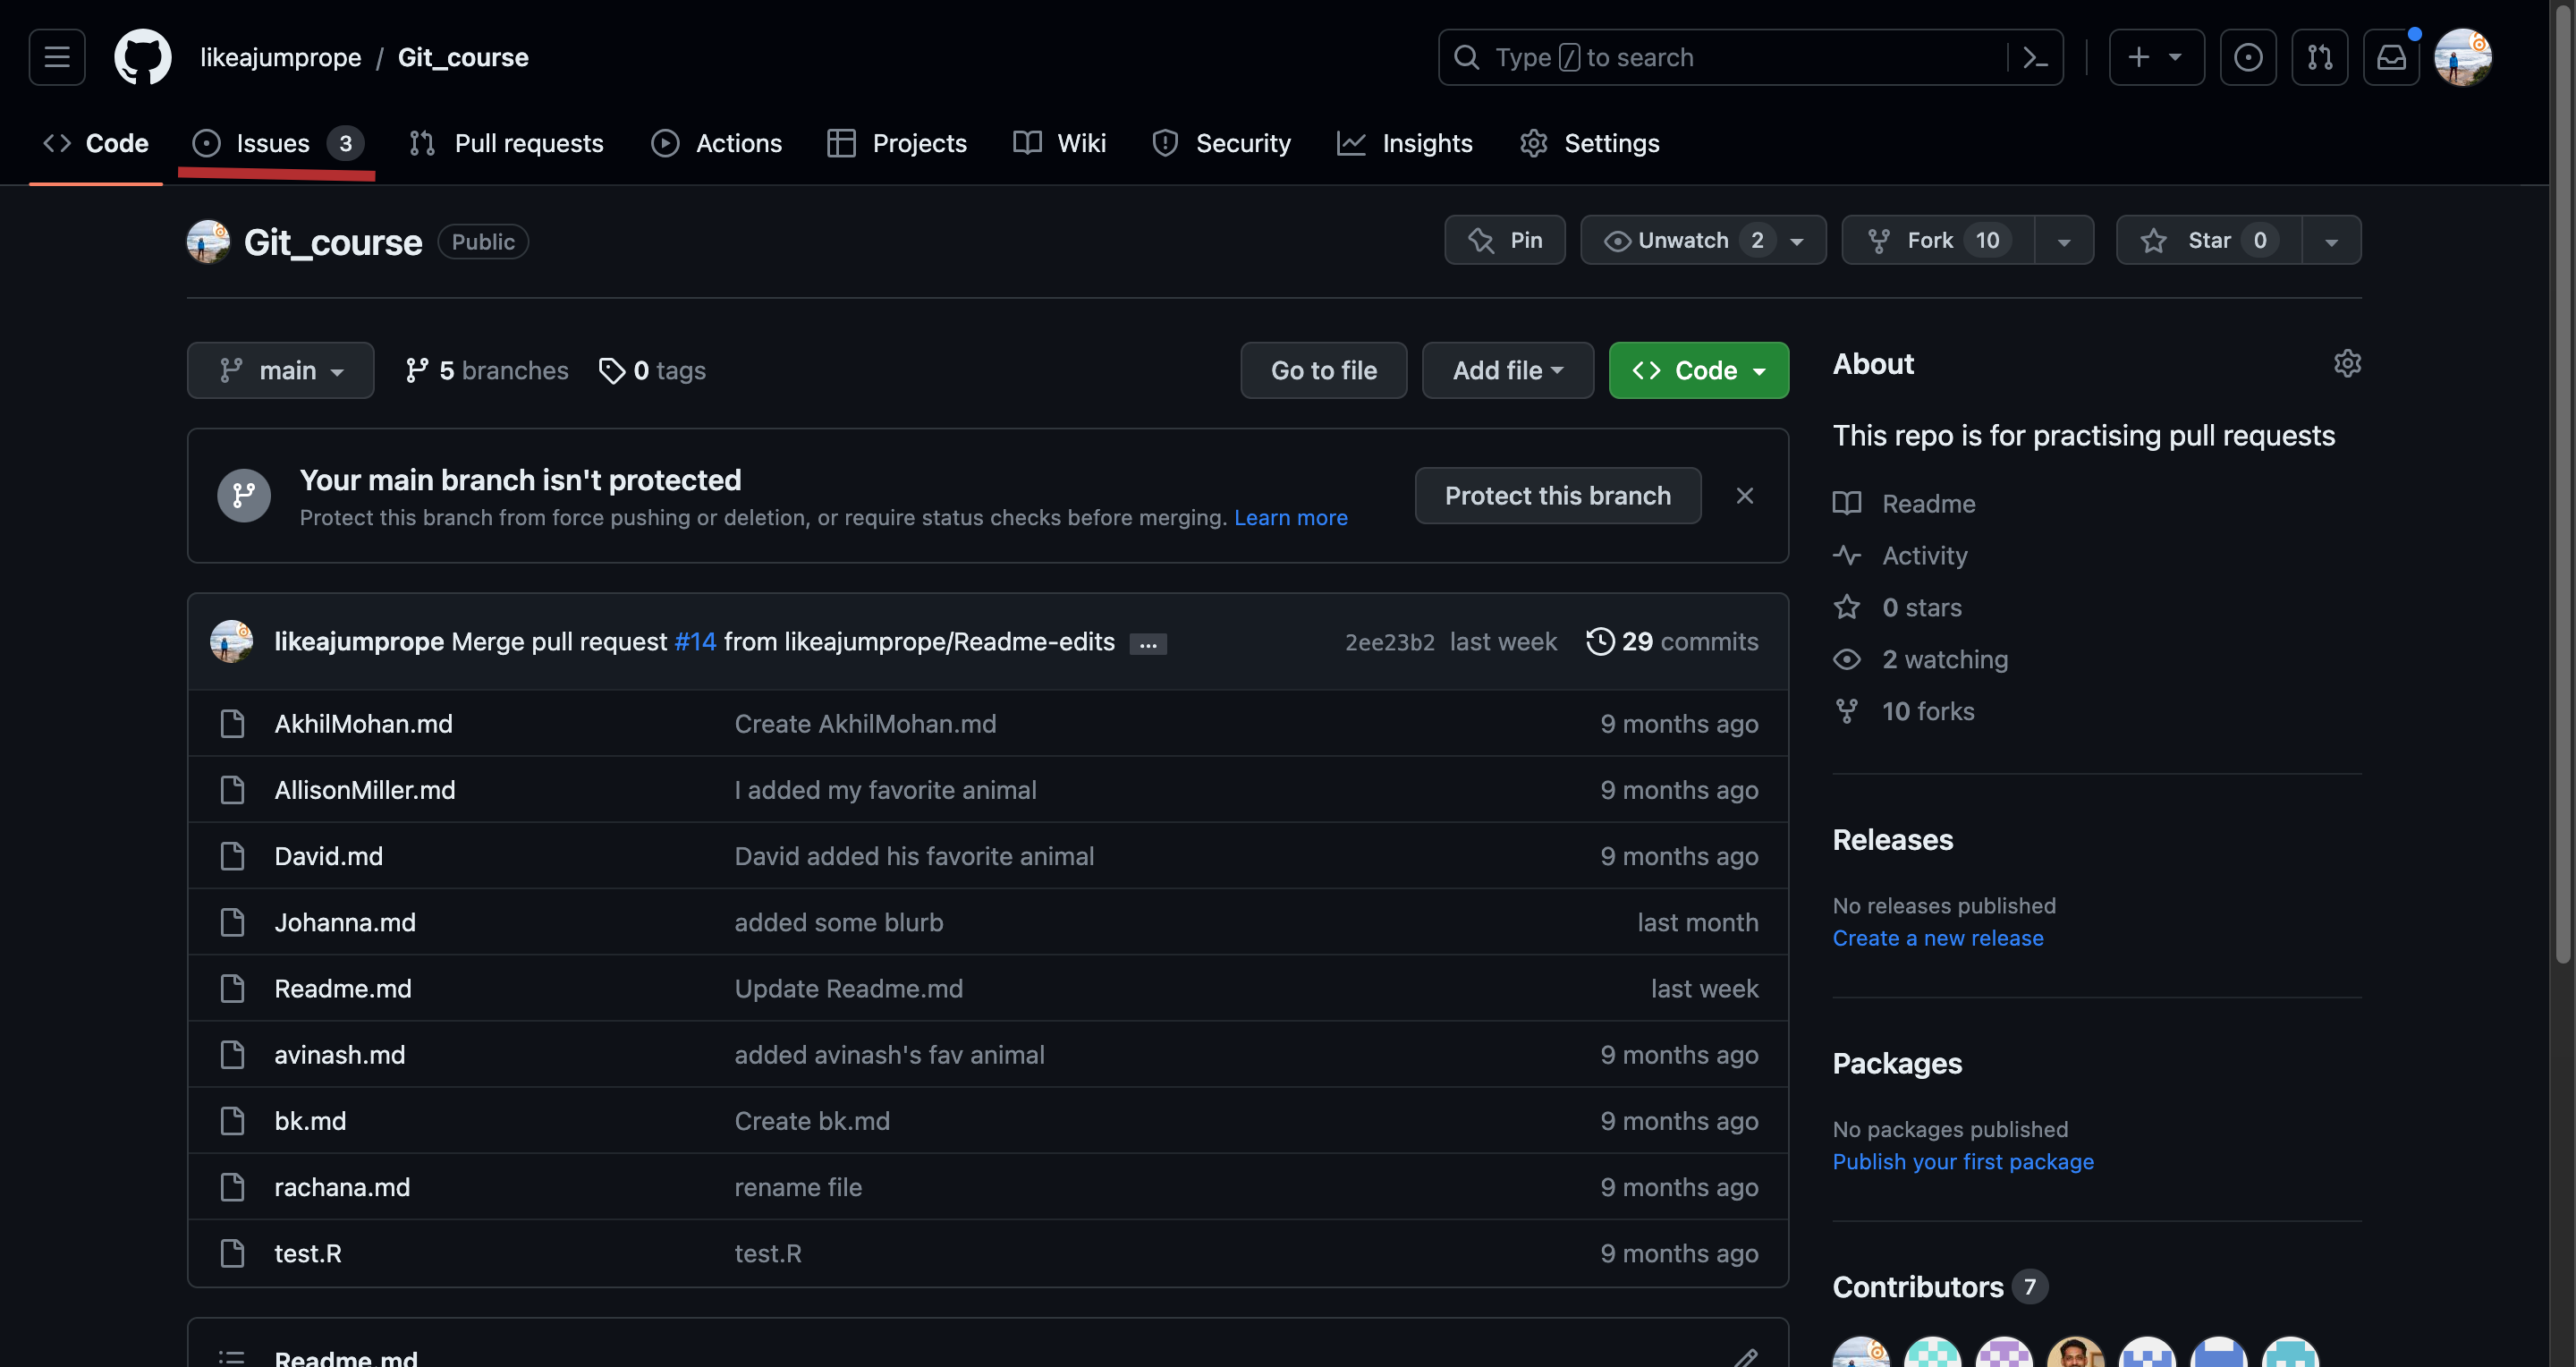 likeajumprope / Git_course
Type / to search
Code
Issues 3
Pull requests
Actions
Projects
Wiki
Security
Insights
Settings
Git_course Public
Pin
Unwatch 2
Fork 10
Star 0
main
5 branches
0 tags
Go to file
Add file
Code
Your main branch isn't protected
Protect this branch from force pushing or deletion, or require status checks before merging. Learn more
Protect this branch
likeajumprope Merge pull request #14 from likeajumprope/Readme-edits ...
2ee23b2 last week
29 commits
AkhilMohan.md Create AkhilMohan.md 9 months ago
AllisonMiller.md I added my favorite animal 9 months ago
David.md David added his favorite animal 9 months ago
Johanna.md added some blurb last month
Readme.md Update Readme.md last week
avinash.md added avinash's fav animal 9 months ago
bk.md Create bk.md 9 months ago
rachana.md rename file 9 months ago
test.R test.R 9 months ago
Readme.md
About
This repo is for practising pull requests
Readme
Activity
0 stars
2 watching
10 forks
Releases
No releases published
Create a new release
Packages
No packages published
Publish your first package
Contributors 7